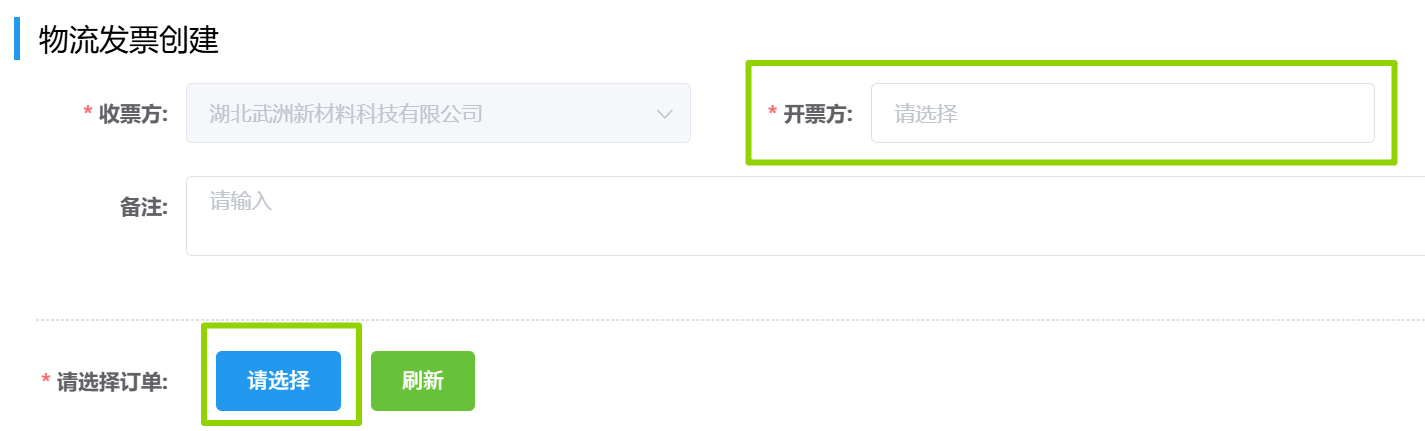 物流发票创建
* 收票方: 湖北武洲新材料科技有限公司 * 开票方: 请选择
备注: 请输入
* 请选择订单: 请选择 刷新